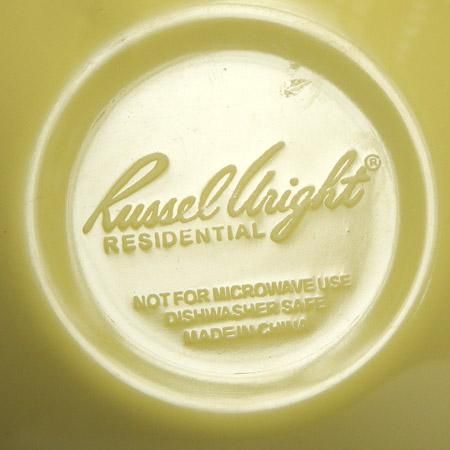 Russel Wright®
RESIDENTIAL
NOT FOR MICROWAVE USE
DISHWASHER SAFE
MADE IN CHINA